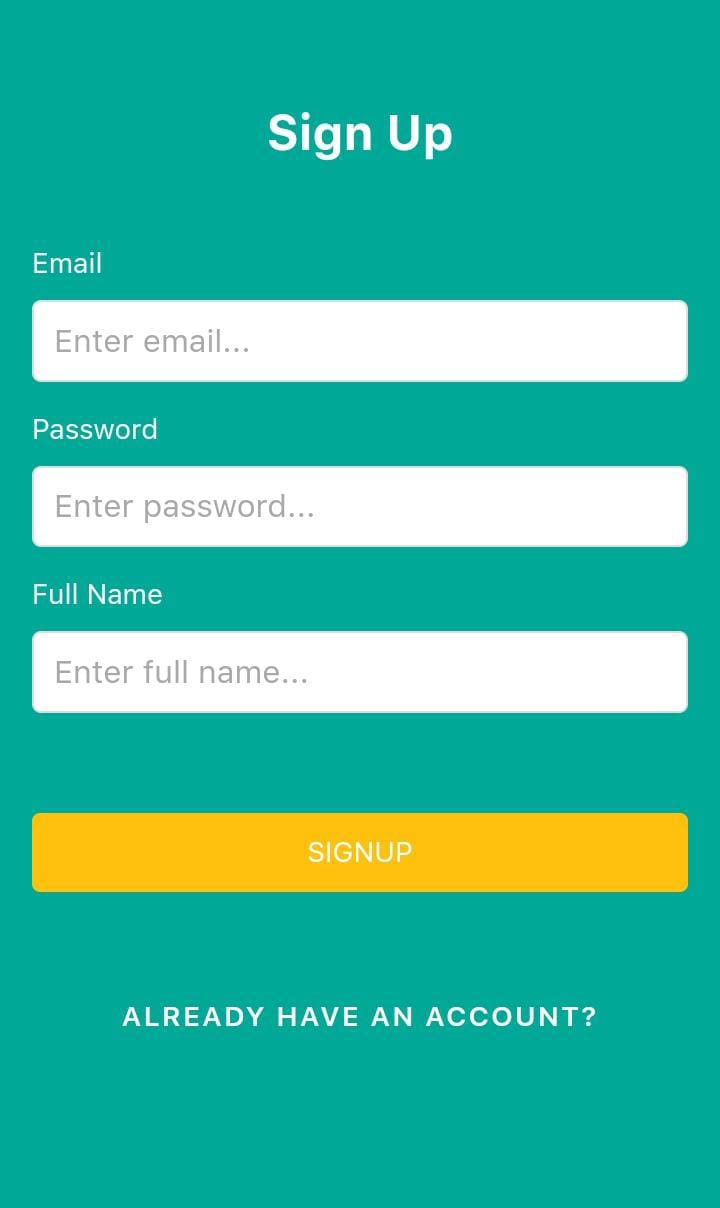 Sign Up
Email
Enter email...
Password
Enter password...
Full Name
Enter full name...
SIGNUP
ALREADY HAVE AN ACCOUNT?